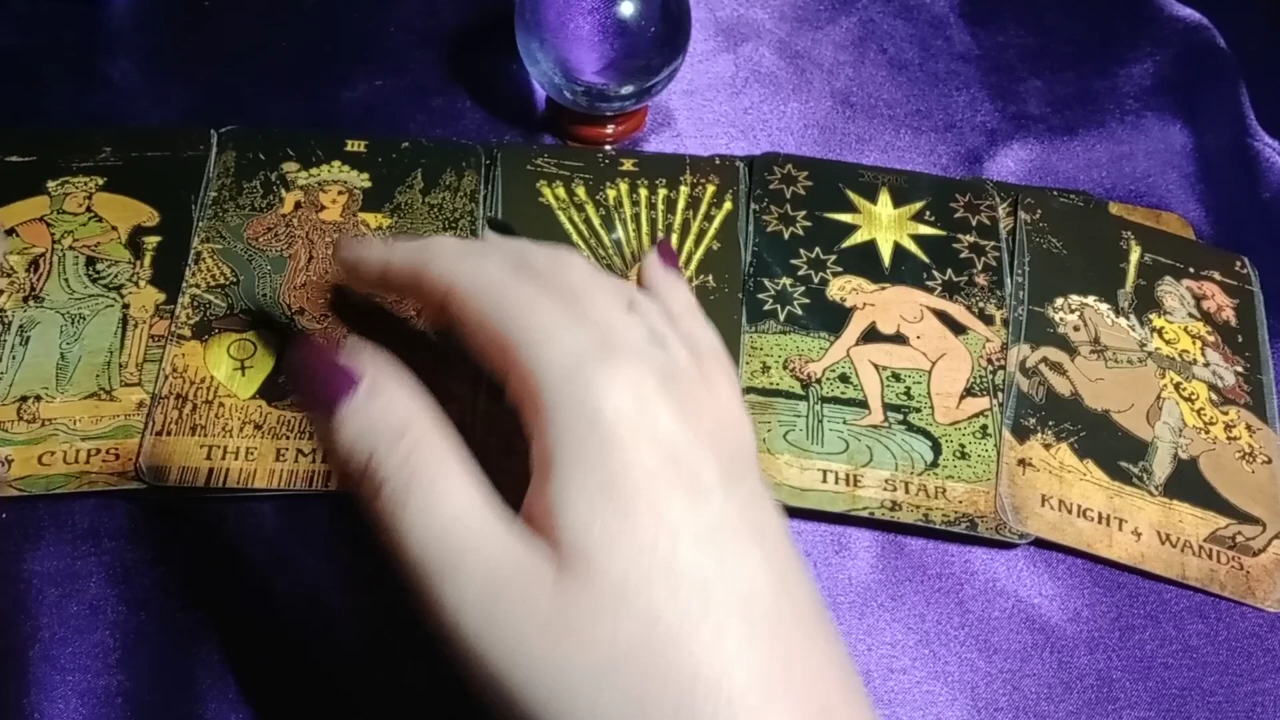 III
X
CUPS.
THE EM
THE STAR.
KNIGHT of WANDS.